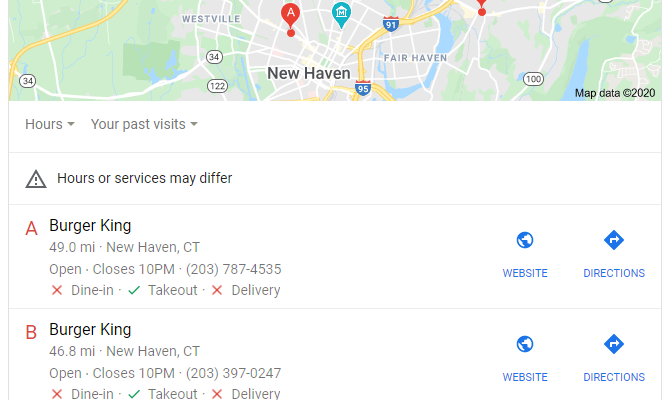 WESTVILLE
A
91
34
FAIR HAVEN
New Haven
34
122
95
100
Map data ©2020
Hours Your past visits
Hours or services may differ
A Burger King
49.0 mi · New Haven, CT
Open · Closes 10PM · (203) 787-4535
Dine-in · Takeout · Delivery
WEBSITE DIRECTIONS
B Burger King
46.8 mi · New Haven, CT
Open · Closes 10PM · (203) 397-0247
WEBSITE DIRECTIONS
Dine-in · Takeout · Delivery